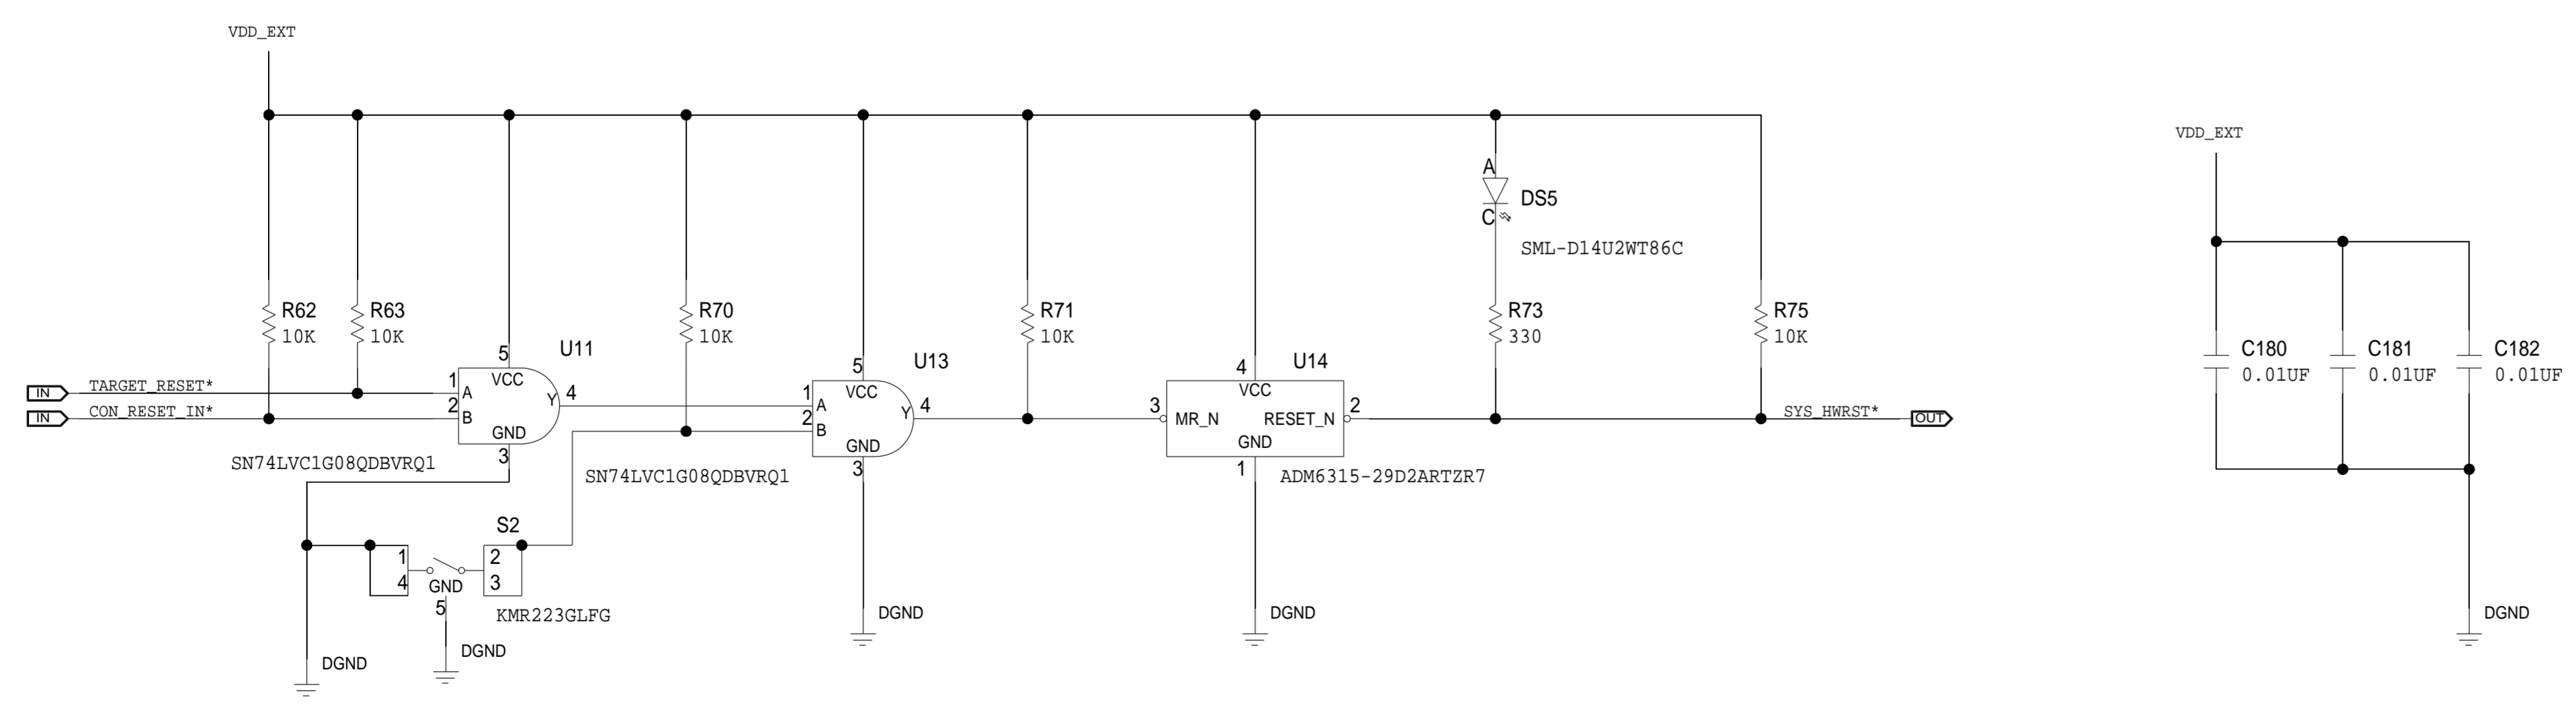 VDD_EXT
VDD_EXT
A
DS5
C
SML-D14U2WT86C
R62
10K
R63
10K
R70
10K
R71
10K
R73
330
R75
10K
C180
0.01UF
C181
0.01UF
C182
0.01UF
U11
5
VCC
IN
TARGET_RESET*
1
A
Y
4
IN
CON_RESET_IN*
2
B
GND
3
SN74LVC1G08QDBVRQ1
U13
5
VCC
1
A
Y
4
2
B
GND
3
SN74LVC1G08QDBVRQ1
U14
4
VCC
3
MR_N
RESET_N
2
GND
1
ADM6315-29D2ARTZR7
SYS_HWRST*
OUT
S2
1
4
GND
5
2
3
KMR223GLFG
DGND
DGND
DGND
DGND
DGND